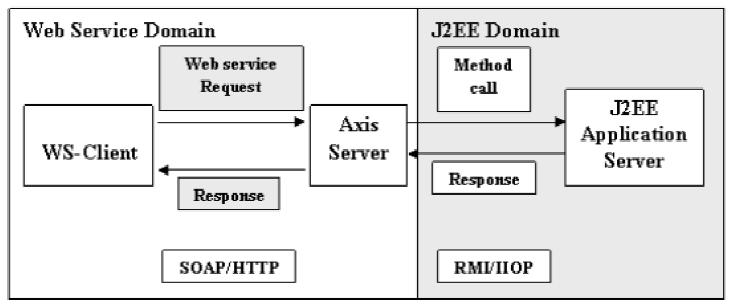 Web Service Domain
J2EE Domain
Web service
Request
Method
call
WS-Client
Axis
Server
J2EE
Application
Server
Response
Response
SOAP/HTTP
RMI/IIOP